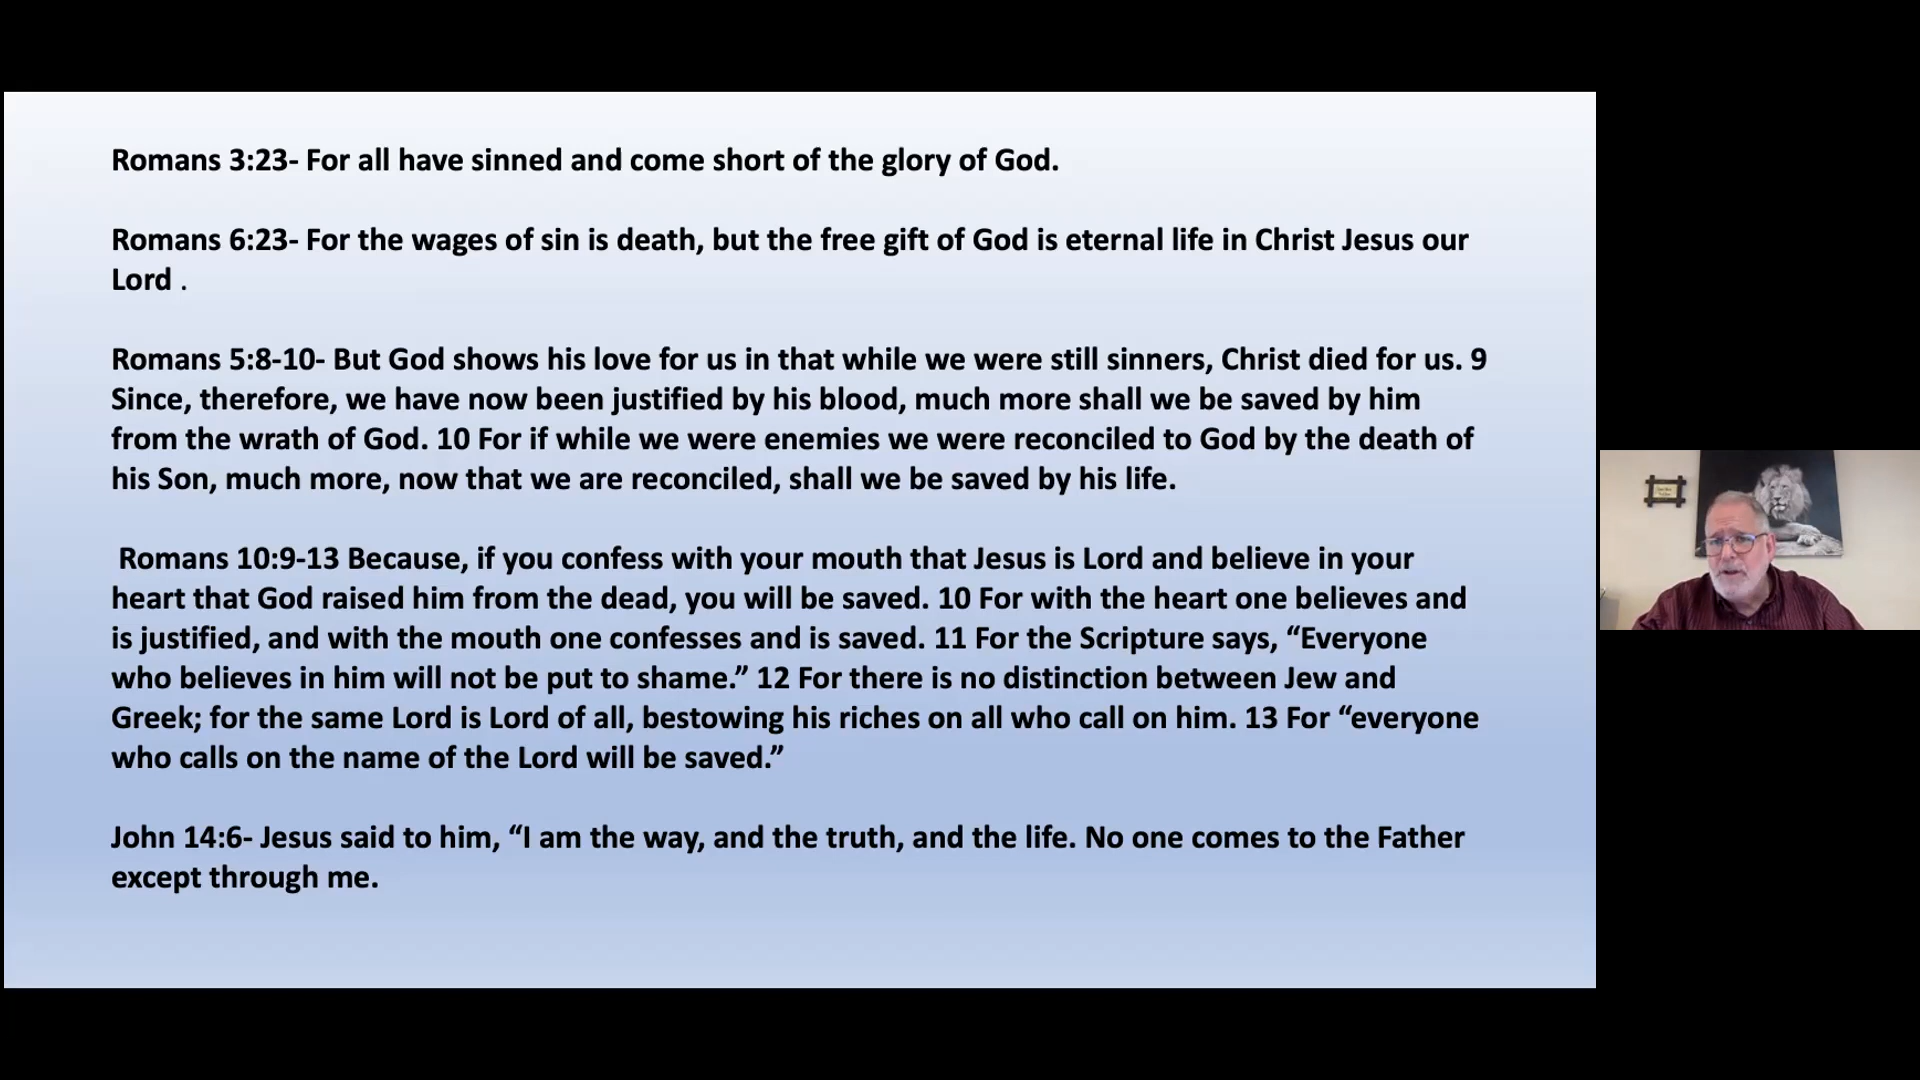 Romans 3:23- For all have sinned and come short of the glory of God.
Romans 6:23- For the wages of sin is death, but the free gift of God is eternal life in Christ Jesus our
Lord .
Romans 5:8-10- But God shows his love for us in that while we were still sinners, Christ died for us. 9
Since, therefore, we have now been justified by his blood, much more shall we be saved by him
from the wrath of God. 10 For if while we were enemies we were reconciled to God by the death of
his Son, much more, now that we are reconciled, shall we be saved by his life.
Romans 10:9-13 Because, if you confess with your mouth that Jesus is Lord and believe in your
heart that God raised him from the dead, you will be saved. 10 For with the heart one believes and
is justified, and with the mouth one confesses and is saved. 11 For the Scripture says, “Everyone
who believes in him will not be put to shame.” 12 For there is no distinction between Jew and
Greek; for the same Lord is Lord of all, bestowing his riches on all who call on him. 13 For “everyone
who calls on the name of the Lord will be saved.”
John 14:6- Jesus said to him, “I am the way, and the truth, and the life. No one comes to the Father
except through me.